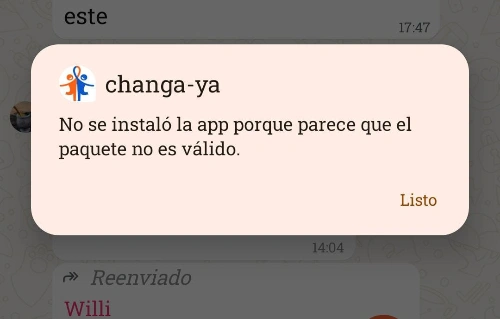 este
17:47
changa-ya
No se instaló la app porque parece que el
paquete no es válido.
Listo
14:04
Reenviado
Willi